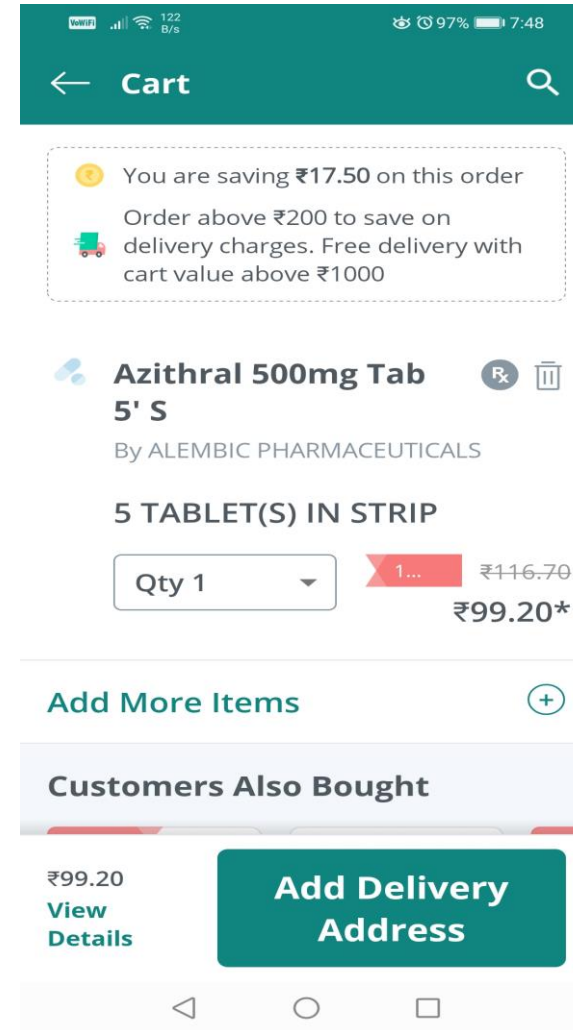 VoWiFi 122 B/s 97% 7:48
Cart
You are saving ₹17.50 on this order
Order above ₹200 to save on
delivery charges. Free delivery with
cart value above ₹1000
Azithral 500mg Tab Rx
5' S
By ALEMBIC PHARMACEUTICALS
5 TABLET(S) IN STRIP
Qty 1 1... ₹116.70
₹99.20*
Add More Items
Customers Also Bought
₹99.20
View
Details
Add Delivery
Address